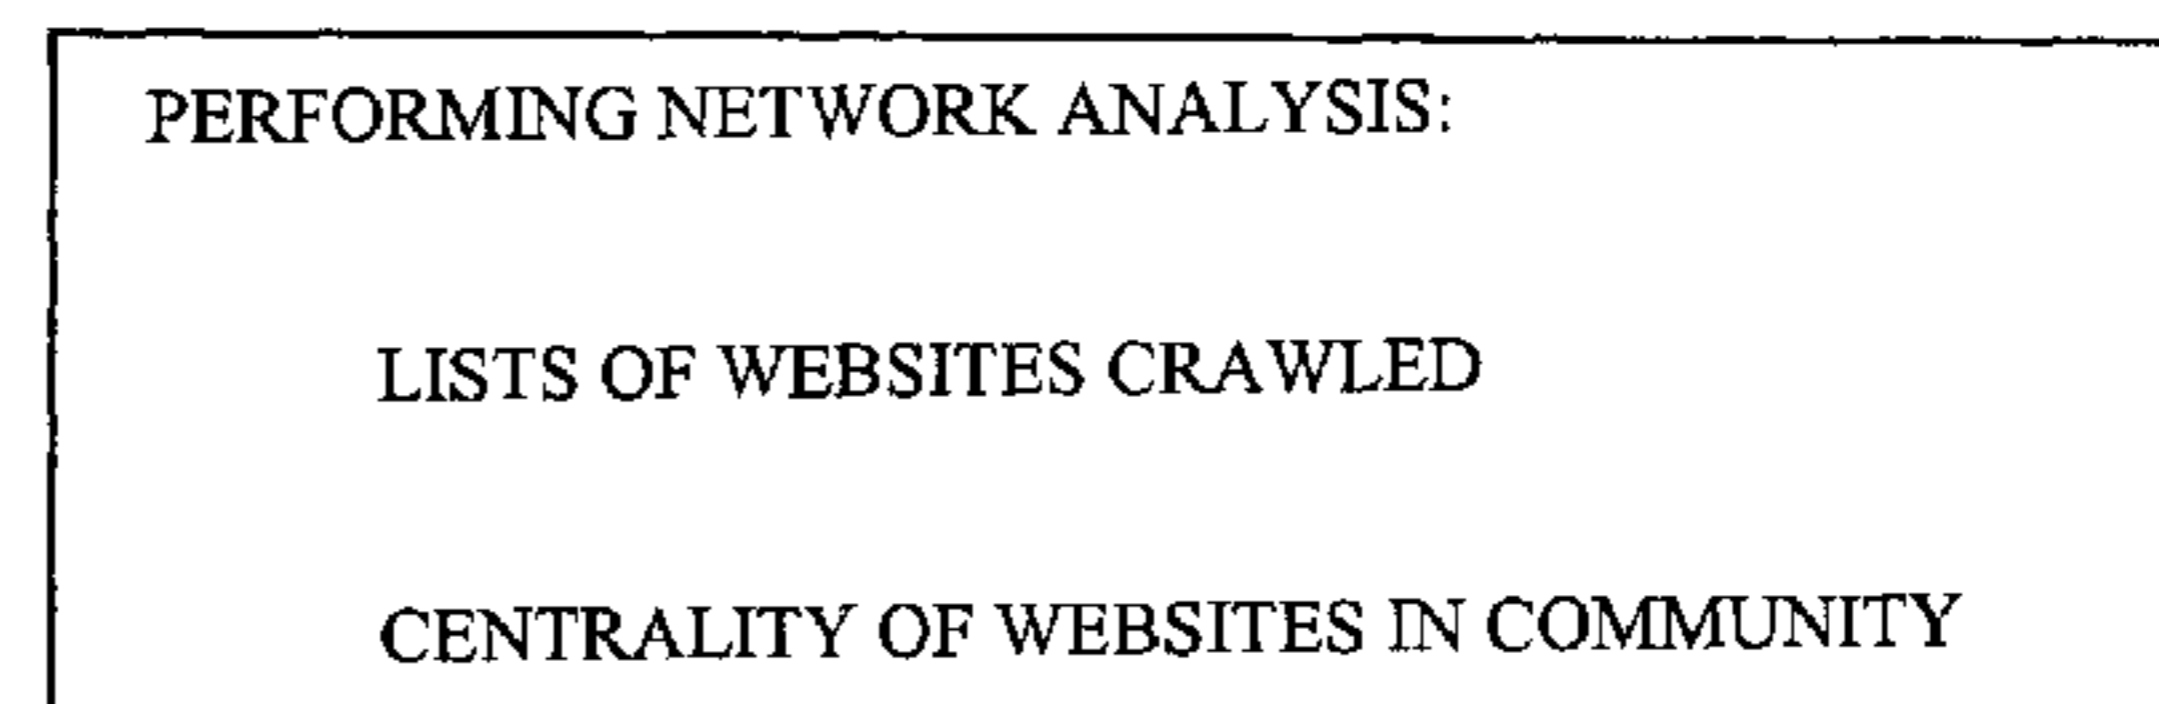 PERFORMING NETWORK ANALYSIS:
LISTS OF WEBSITES CRAWLED
CENTRALITY OF WEBSITES IN COMMUNITY